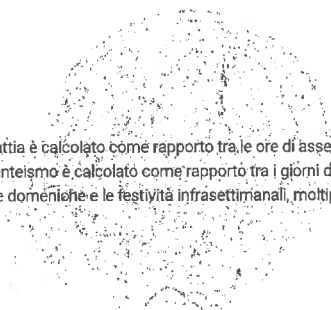 attia è calcolato come rapporto tra le ore di asse
nteismo è calcolato come rapporto tra i giorni d
e domeniche e le festività infrasettimanali, moltip